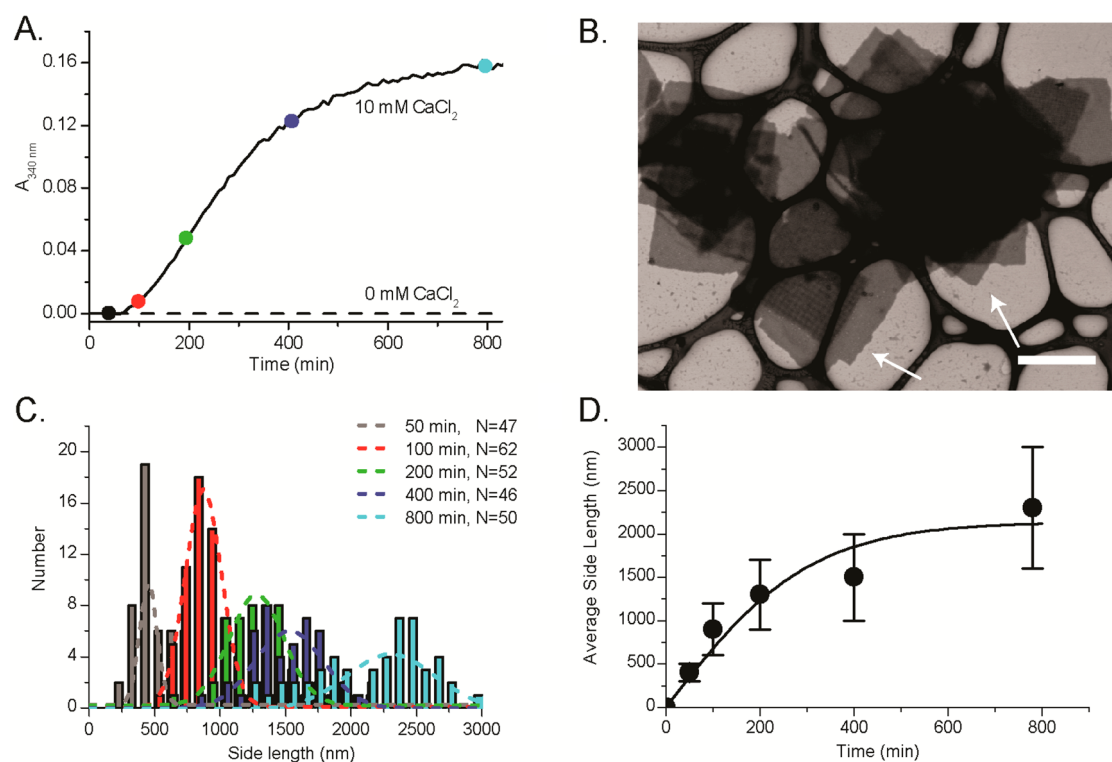 A.
0.16
0.12
0.08
0.04
0.00
A340 nm
10 mM CaCl2
0 mM CaCl2
0 200 400 600 800
Time (min)
B.
C.
20
16
12
8
4
0
Number
50 min, N=47
100 min, N=62
200 min, N=52
400 min, N=46
800 min, N=50
0 500 1000 1500 2000 2500 3000
Side length (nm)
D.
3000
2500
2000
1500
1000
500
0
Average Side Length (nm)
0 200 400 600 800
Time (min)